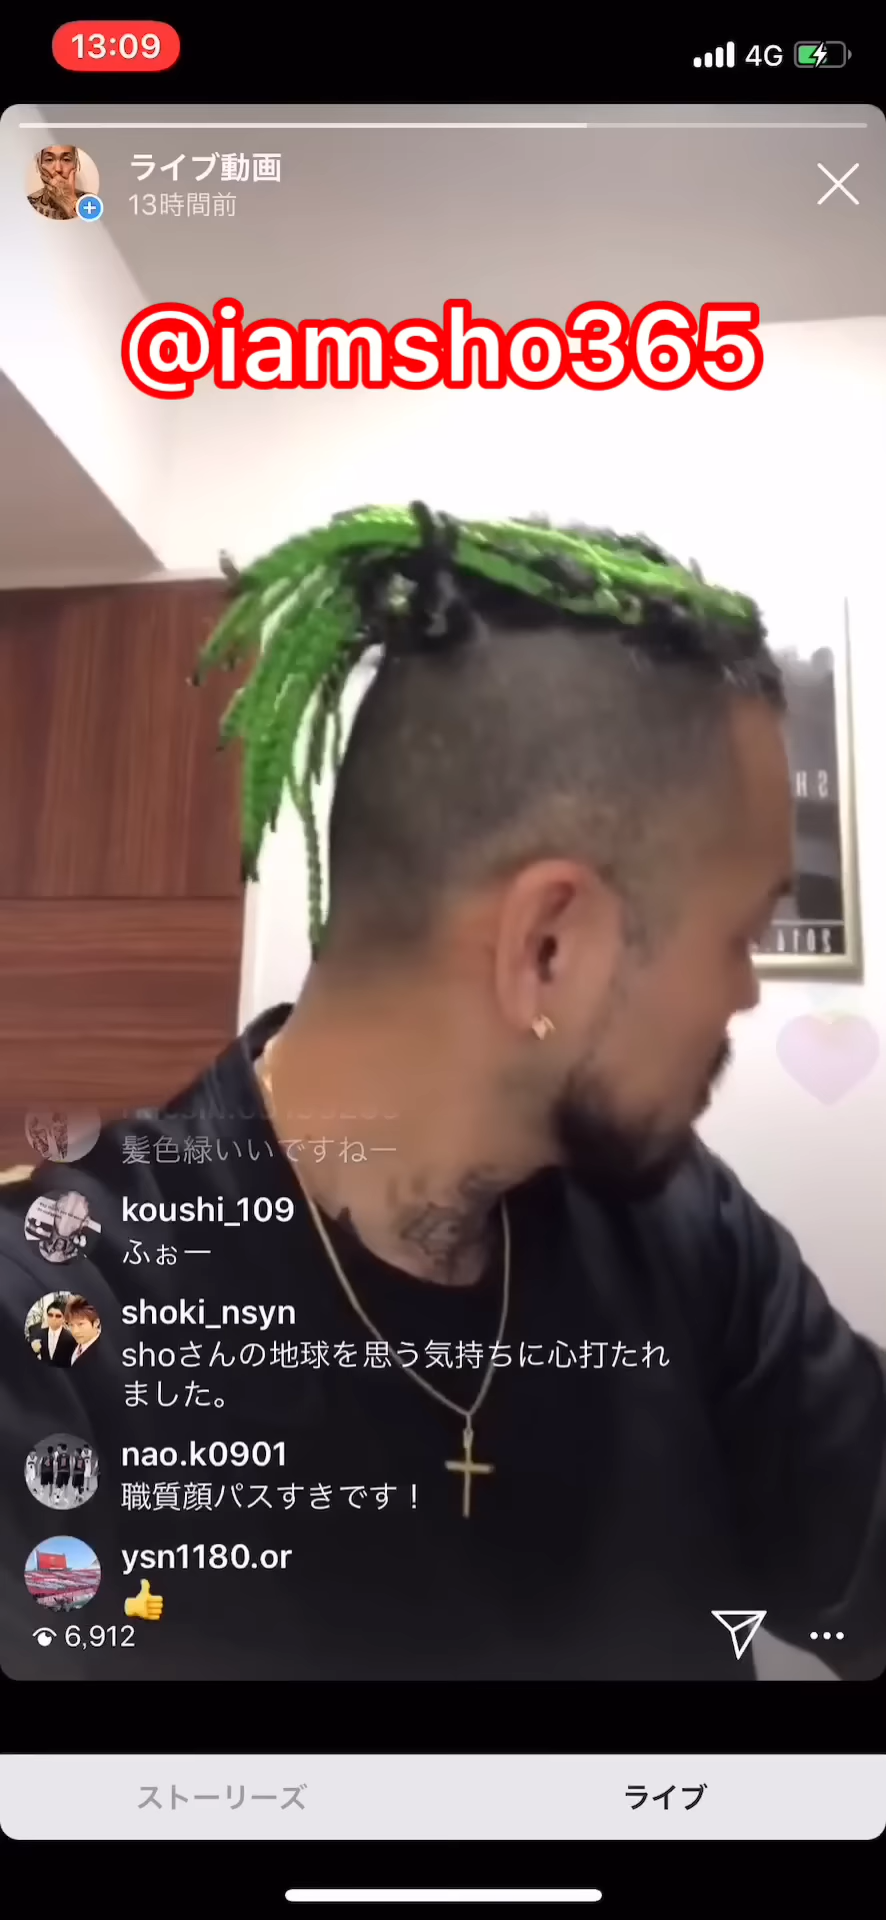 13:09
4G
ライブ動画
13時間前
@iamsho365
髪色緑いいですねー
koushi_109
ふぉー
shoki_nsyn
shoさんの地球を思う気持ちに心打たれ
ました。
nao.k0901
職質顔パスすきです！
ysn1180.or
👍
6,912
ストーリーズ
ライブ